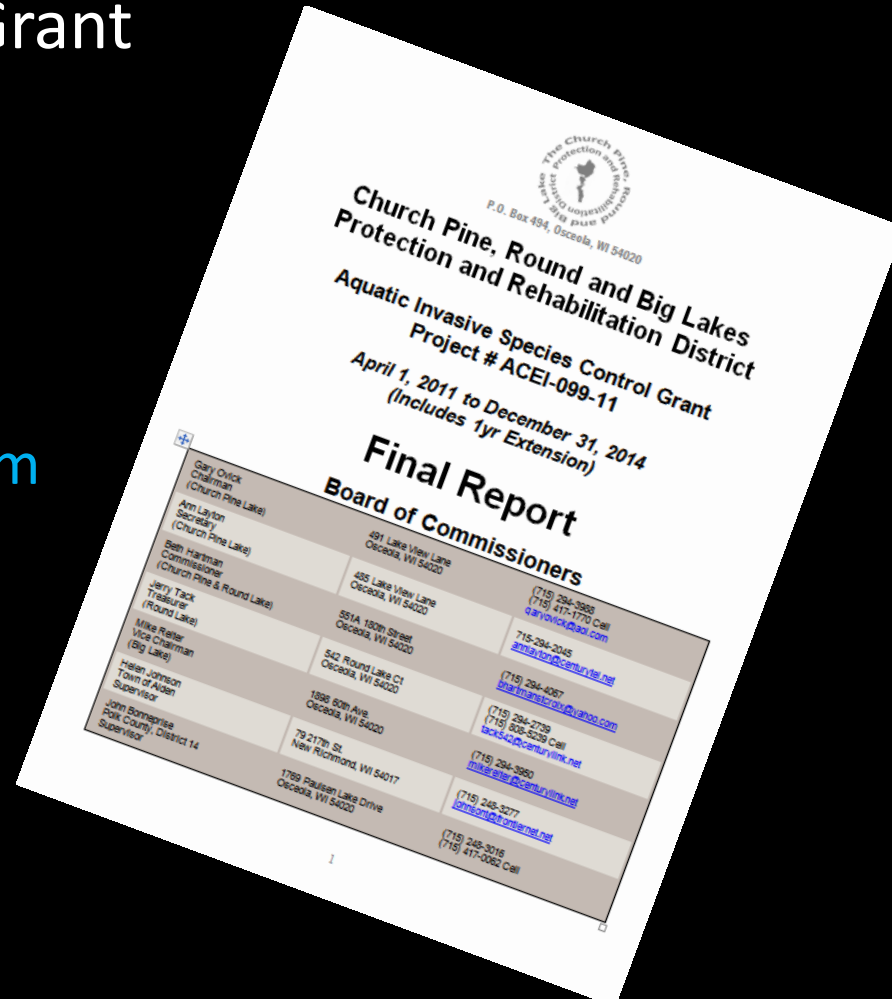 Grant
m
The Church Pine, Round and Big Lake
Protection and Rehabilitation District
P.O. Box 494, Osceola, WI 54020
Church Pine, Round and Big Lakes
Protection and Rehabilitation District
Aquatic Invasive Species Control Grant
Project # ACEI-099-11
April 1, 2011 to December 31, 2014
(Includes 1yr Extension)
Final Report
Board of Commissioners
Gary Ovick
Chairman
(Church Pine Lake)
491 Lake View Lane
Osceola, WI 54020
(715) 294-3988
(715) 417-1770 Cell
garyovick@aol.com
Ann Layton
Secretary
(Church Pine Lake)
485 Lake View Lane
Osceola, WI 54020
715-294-2045
annlayton@centurytel.net
Beth Hartman
Commissioner
(Church Pine & Round Lake)
551A 180th Street
Osceola, WI 54020
(715) 294-4067
bhartmanstcroix@yahoo.com
Jerry Tack
Treasurer
(Round Lake)
542 Round Lake Ct
Osceola, WI 54020
(715) 294-2739
(715) 808-5239 Cell
tack542@centurylink.net
Mike Reiter
Vice Chairman
(Big Lake)
1896 60th Ave.
Osceola, WI 54020
(715) 294-3950
mikereiter@centurylink.net
Helen Johnson
Town of Alden
Supervisor
79 217th St.
New Richmond, WI 54017
(715) 248-3277
johnsont@frontiernet.net
John Bonneprise
Polk County, District 14
Supervisor
1769 Paulsen Lake Drive
Osceola, WI 54020
(715) 248-3016
(715) 417-0062 Cell
1